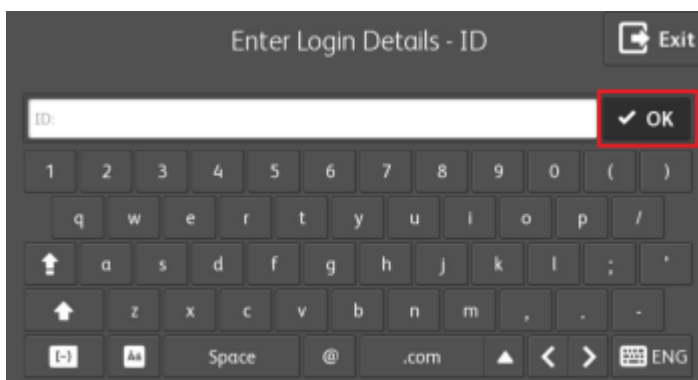 Enter Login Details - ID
Exit
ID:
OK
1 2 3 4 5 6 7 8 9 0 ( )
q w e r t y u i o p /
a s d f g h j k l ; '
z x c v b n m , . -
[-} Aá Space @ .com ENG